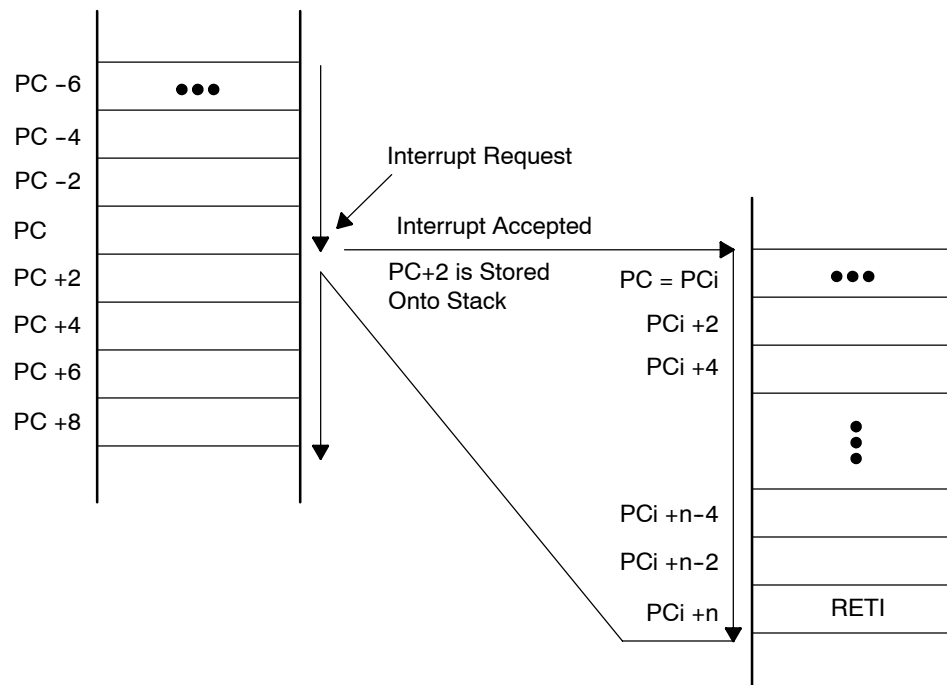 PC -6
PC -4
PC -2
PC
PC +2
PC +4
PC +6
PC +8
Interrupt Request
Interrupt Accepted
PC+2 is Stored
Onto Stack
PC = PCi
PCi +2
PCi +4
PCi +n-4
PCi +n-2
PCi +n
RETI